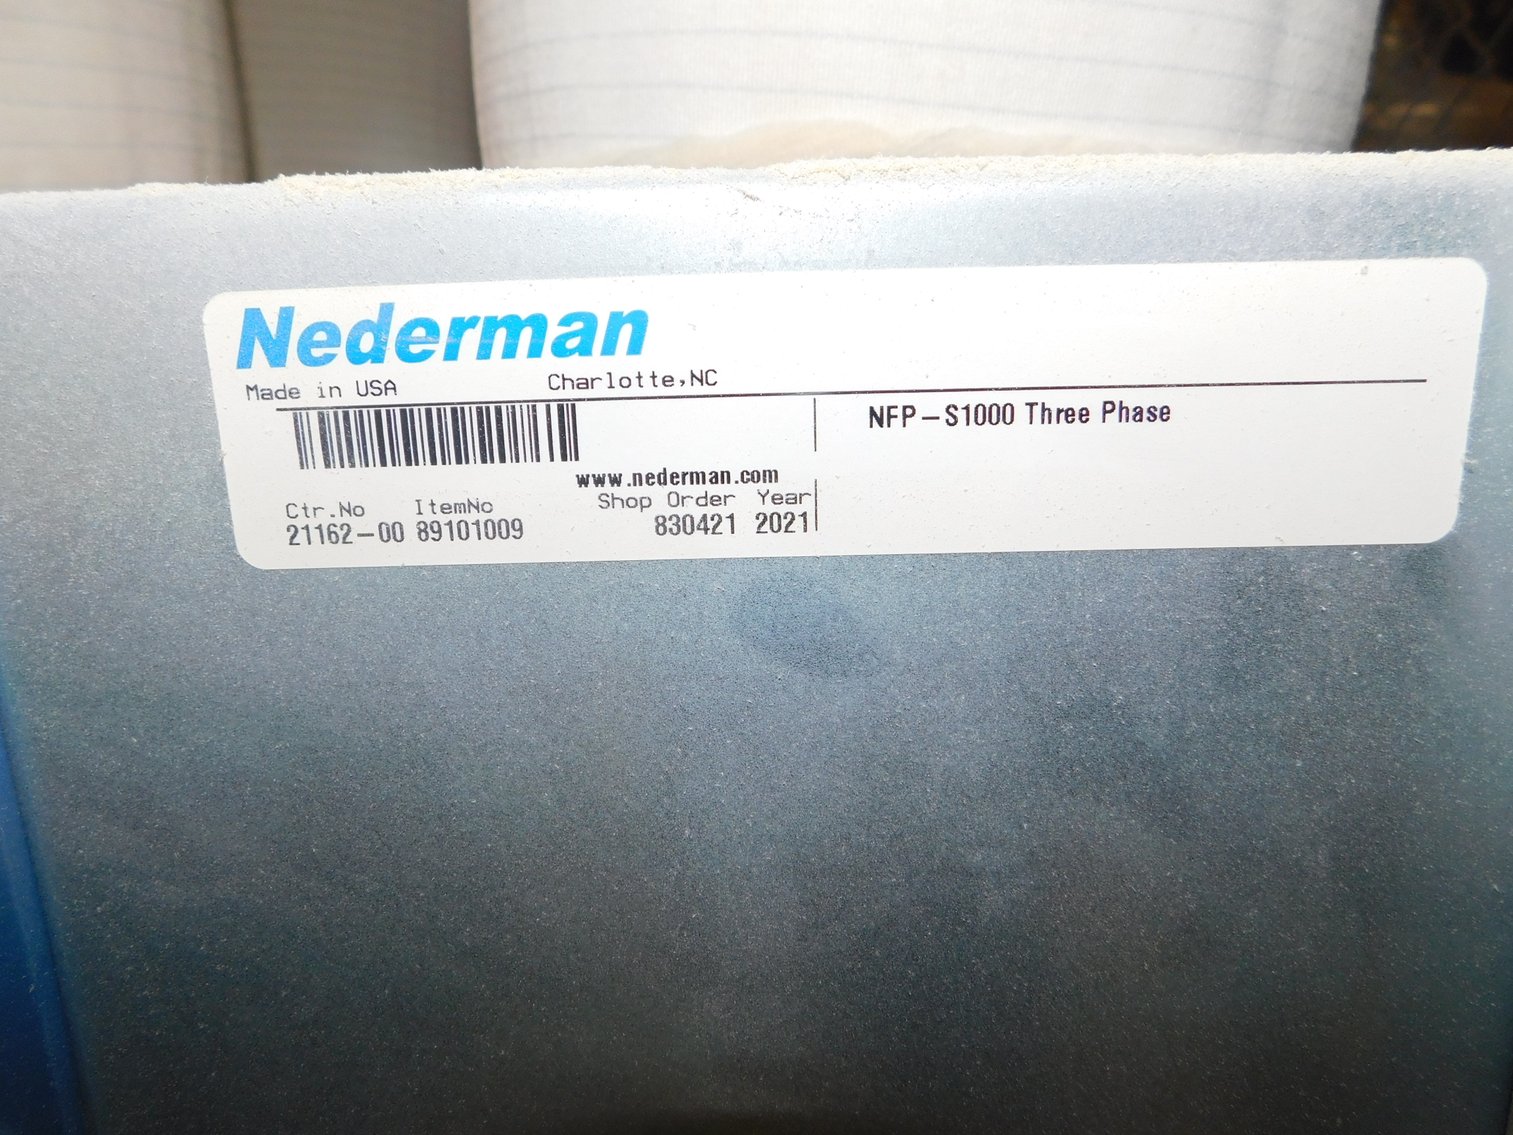 Nederman
Made in USA Charlotte,NC
NFP-S1000 Three Phase
www.nederman.com
Ctr.No ItemNo Shop Order Year
21162-00 89101009 830421 2021